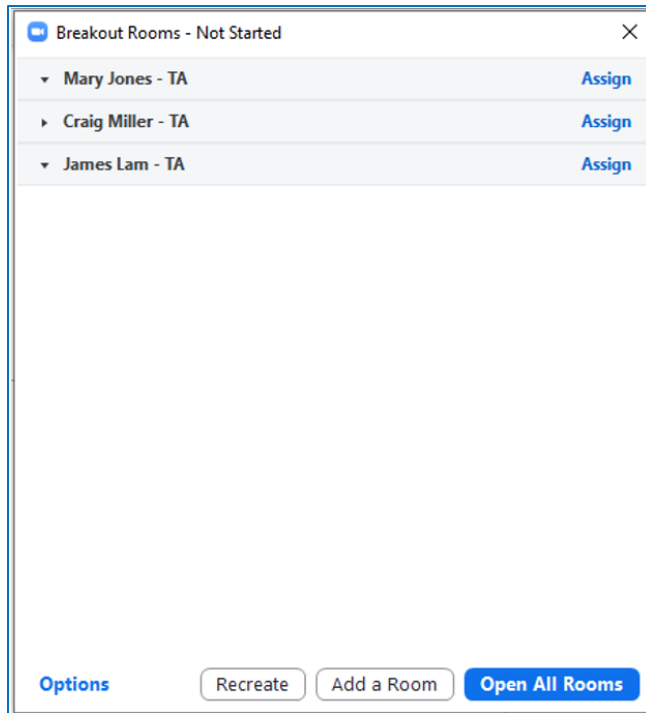 Breakout Rooms - Not Started
Mary Jones - TA Assign
Craig Miller - TA Assign
James Lam - TA Assign
Options Recreate Add a Room Open All Rooms